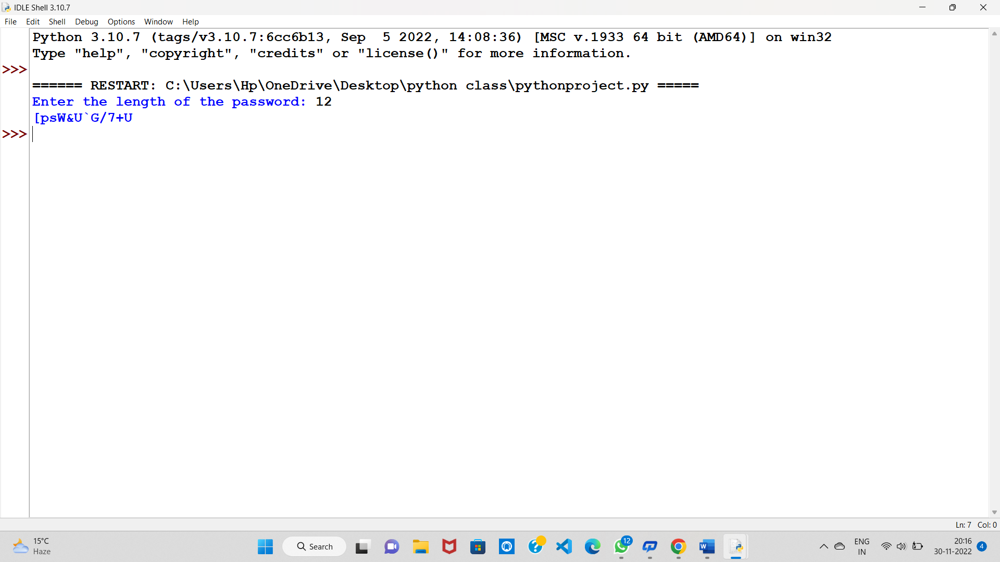 IDLE Shell 3.10.7
File Edit Shell Debug Options Window Help
Python 3.10.7 (tags/v3.10.7:6cc6b13, Sep  5 2022, 14:08:36) [MSC v.1933 64 bit (AMD64)] on win32
Type "help", "copyright", "credits" or "license()" for more information.
>>>
====== RESTART: C:\Users\Hp\OneDrive\Desktop\python class\pythonproject.py =====
Enter the length of the password: 12
[psW&U`G/7+U
>>>
Ln: 7 Col: 0
15°C
Haze
Search
12
W
ENG
IN
20:16
30-11-2022
4